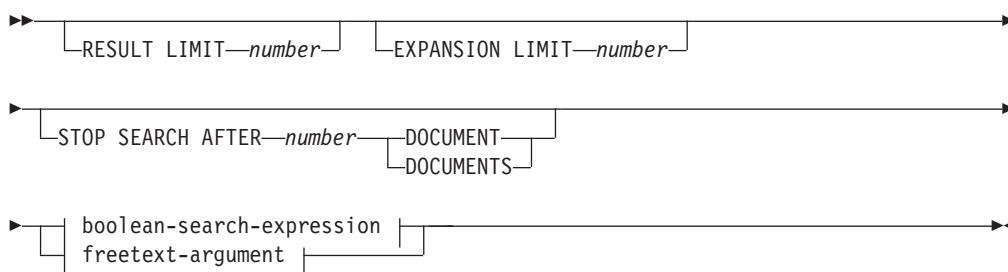 RESULT LIMIT number EXPANSION LIMIT number
STOP SEARCH AFTER number DOCUMENT
DOCUMENTS
boolean-search-expression
freetext-argument